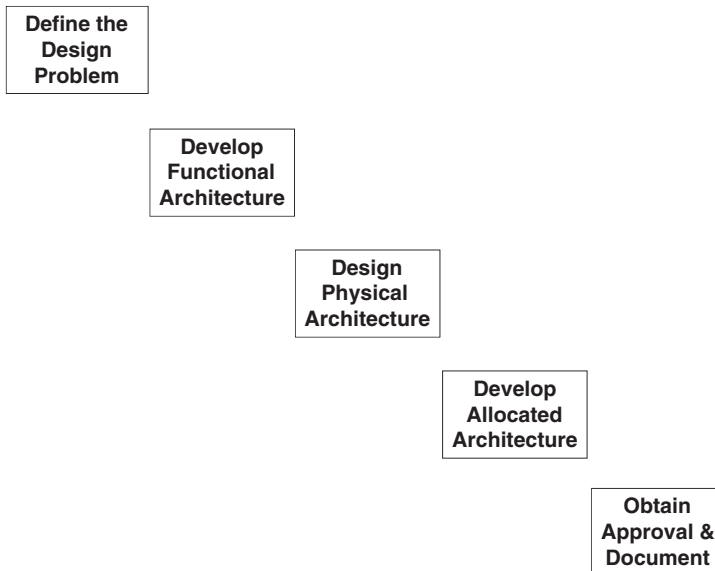 Define the
Design
Problem
Develop
Functional
Architecture
Design
Physical
Architecture
Develop
Allocated
Architecture
Obtain
Approval &
Document